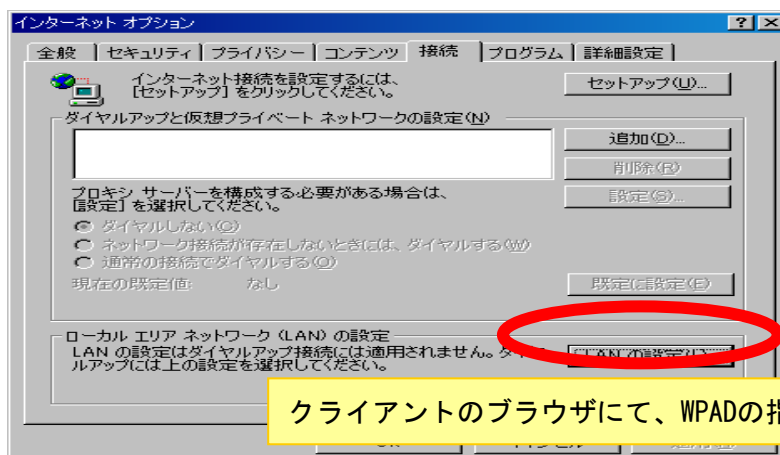 インターネット オプション
全般 セキュリティ プライバシー コンテンツ 接続 プログラム 詳細設定
インターネット接続を設定するには、
[セットアップ] をクリックしてください。
セットアップ(U)...
ダイヤルアップと仮想プライベート ネットワークの設定(N)
追加(D)...
削除(R)
プロキシ サーバーを構成する必要がある場合は、
[設定] を選択してください。
設定(S)...
ダイヤルしない(C)
ネットワーク接続が存在しないときには、ダイヤルする(W)
通常の接続でダイヤルする(O)
現在の既定値: なし
既定に設定(E)
ローカル エリア ネットワーク (LAN) の設定
LAN の設定はダイヤルアップ接続には適用されません。ダイ
ルアップには上の設定を選択してください。
LAN の設定(L)...
クライアントのブラウザにて、WPADの